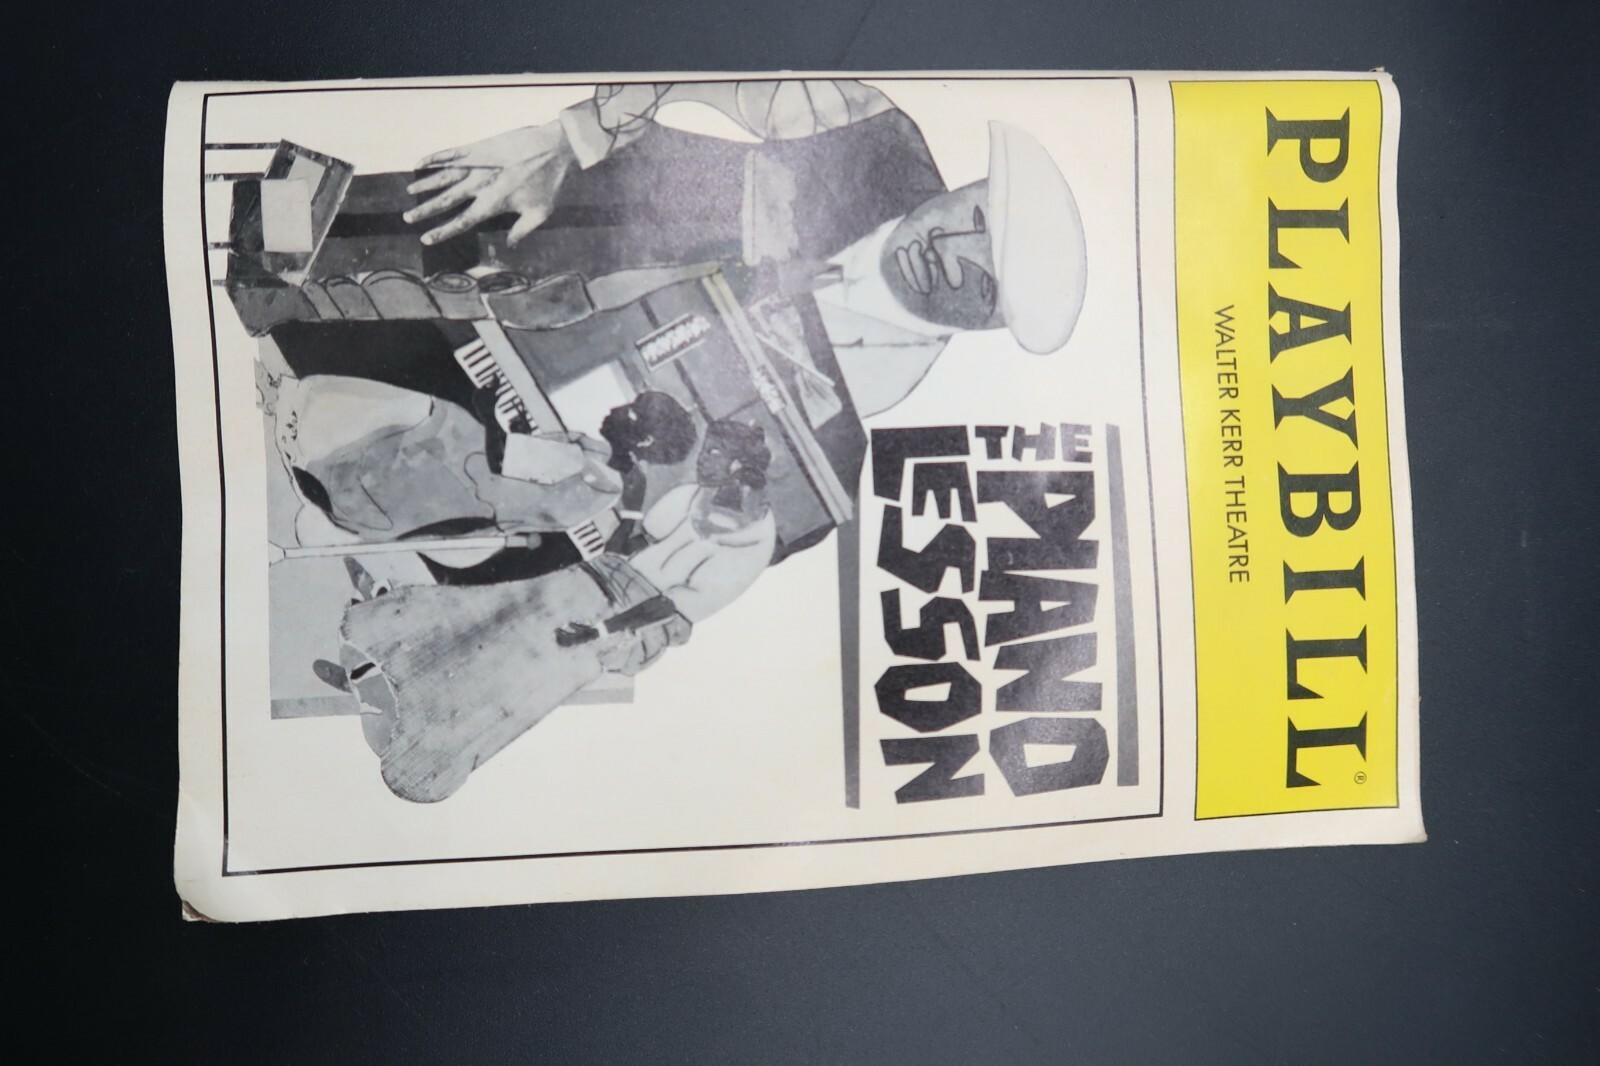 PLAYBILL®
WALTER KERR THEATRE
THE
PIANO
LESSON